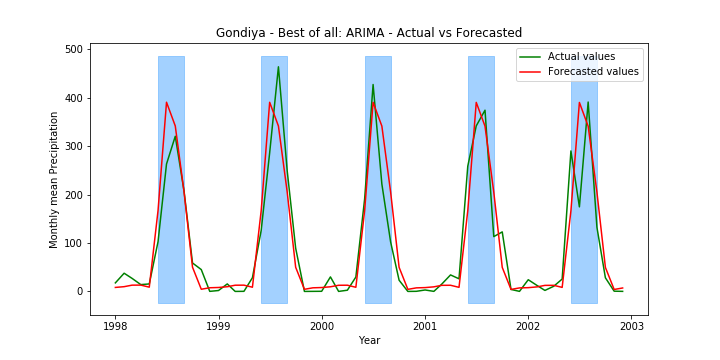 Gondiya - Best of all: ARIMA - Actual vs Forecasted
Actual values
Forecasted values
Monthly mean Precipitation
500
400
300
200
100
0
1998
1999
2000
2001
2002
2003
Year